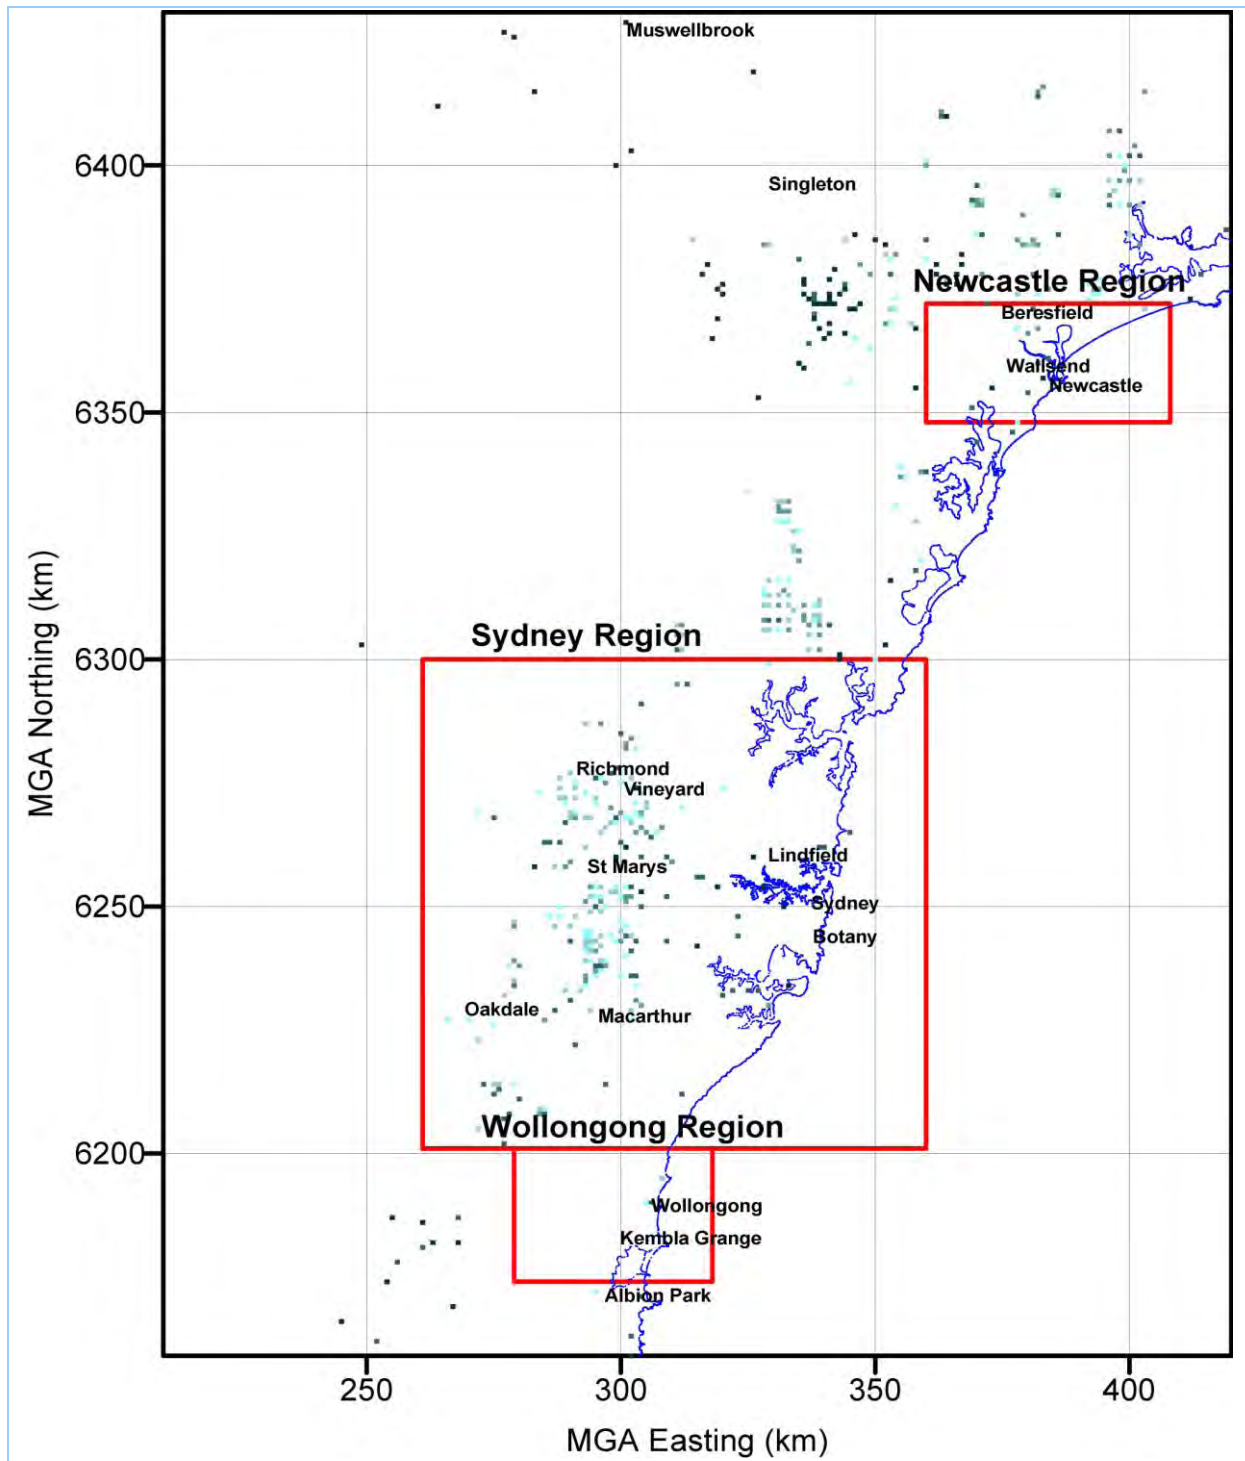 Muswellbrook
6400
Singleton
Newcastle Region
Beresfield
Wallsend
Newcastle
6350
MGA Northing (km)
Sydney Region
6300
Richmond
Vineyard
Lindfield
St Marys
Sydney
6250
Botany
Oakdale
Macarthur
Wollongong Region
6200
Wollongong
Kembla Grange
Albion Park
250 300 350 400
MGA Easting (km)